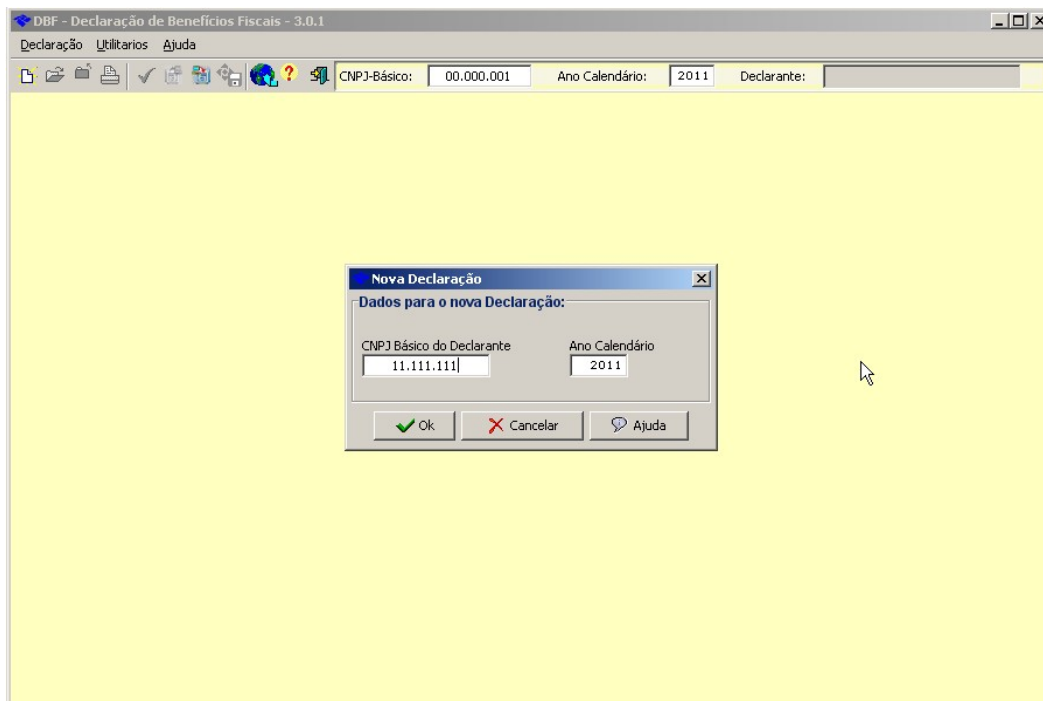 DBF - Declaração de Benefícios Fiscais - 3.0.1
Declaração Utilitarios Ajuda
CNPJ-Básico: 00.000.001 Ano Calendário: 2011 Declarante:
Nova Declaração
Dados para o nova Declaração:
CNPJ Básico do Declarante Ano Calendário
11.111.111 2011
Ok Cancelar Ajuda